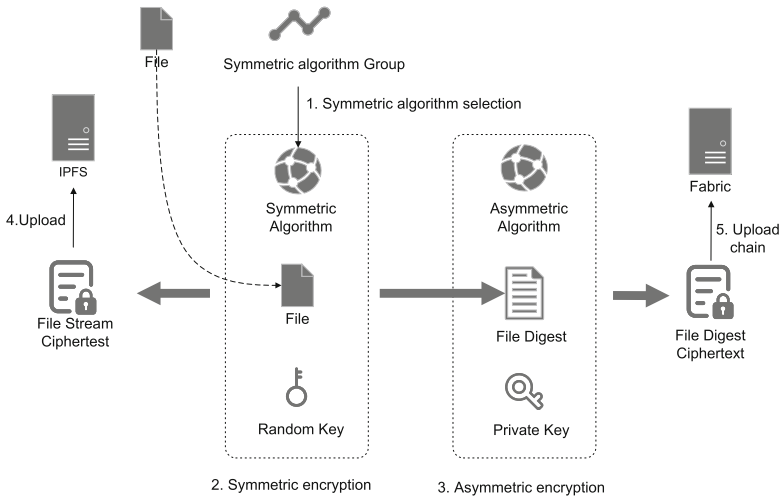 File
Symmetric algorithm Group
1. Symmetric algorithm selection
IPFS
Fabric
Symmetric
Algorithm
Asymmetric
Algorithm
4.Upload
5. Upload
chain
File Stream
Ciphertest
File
File Digest
File Digest
Ciphertext
Random Key
Private Key
2. Symmetric encryption
3. Asymmetric encryption